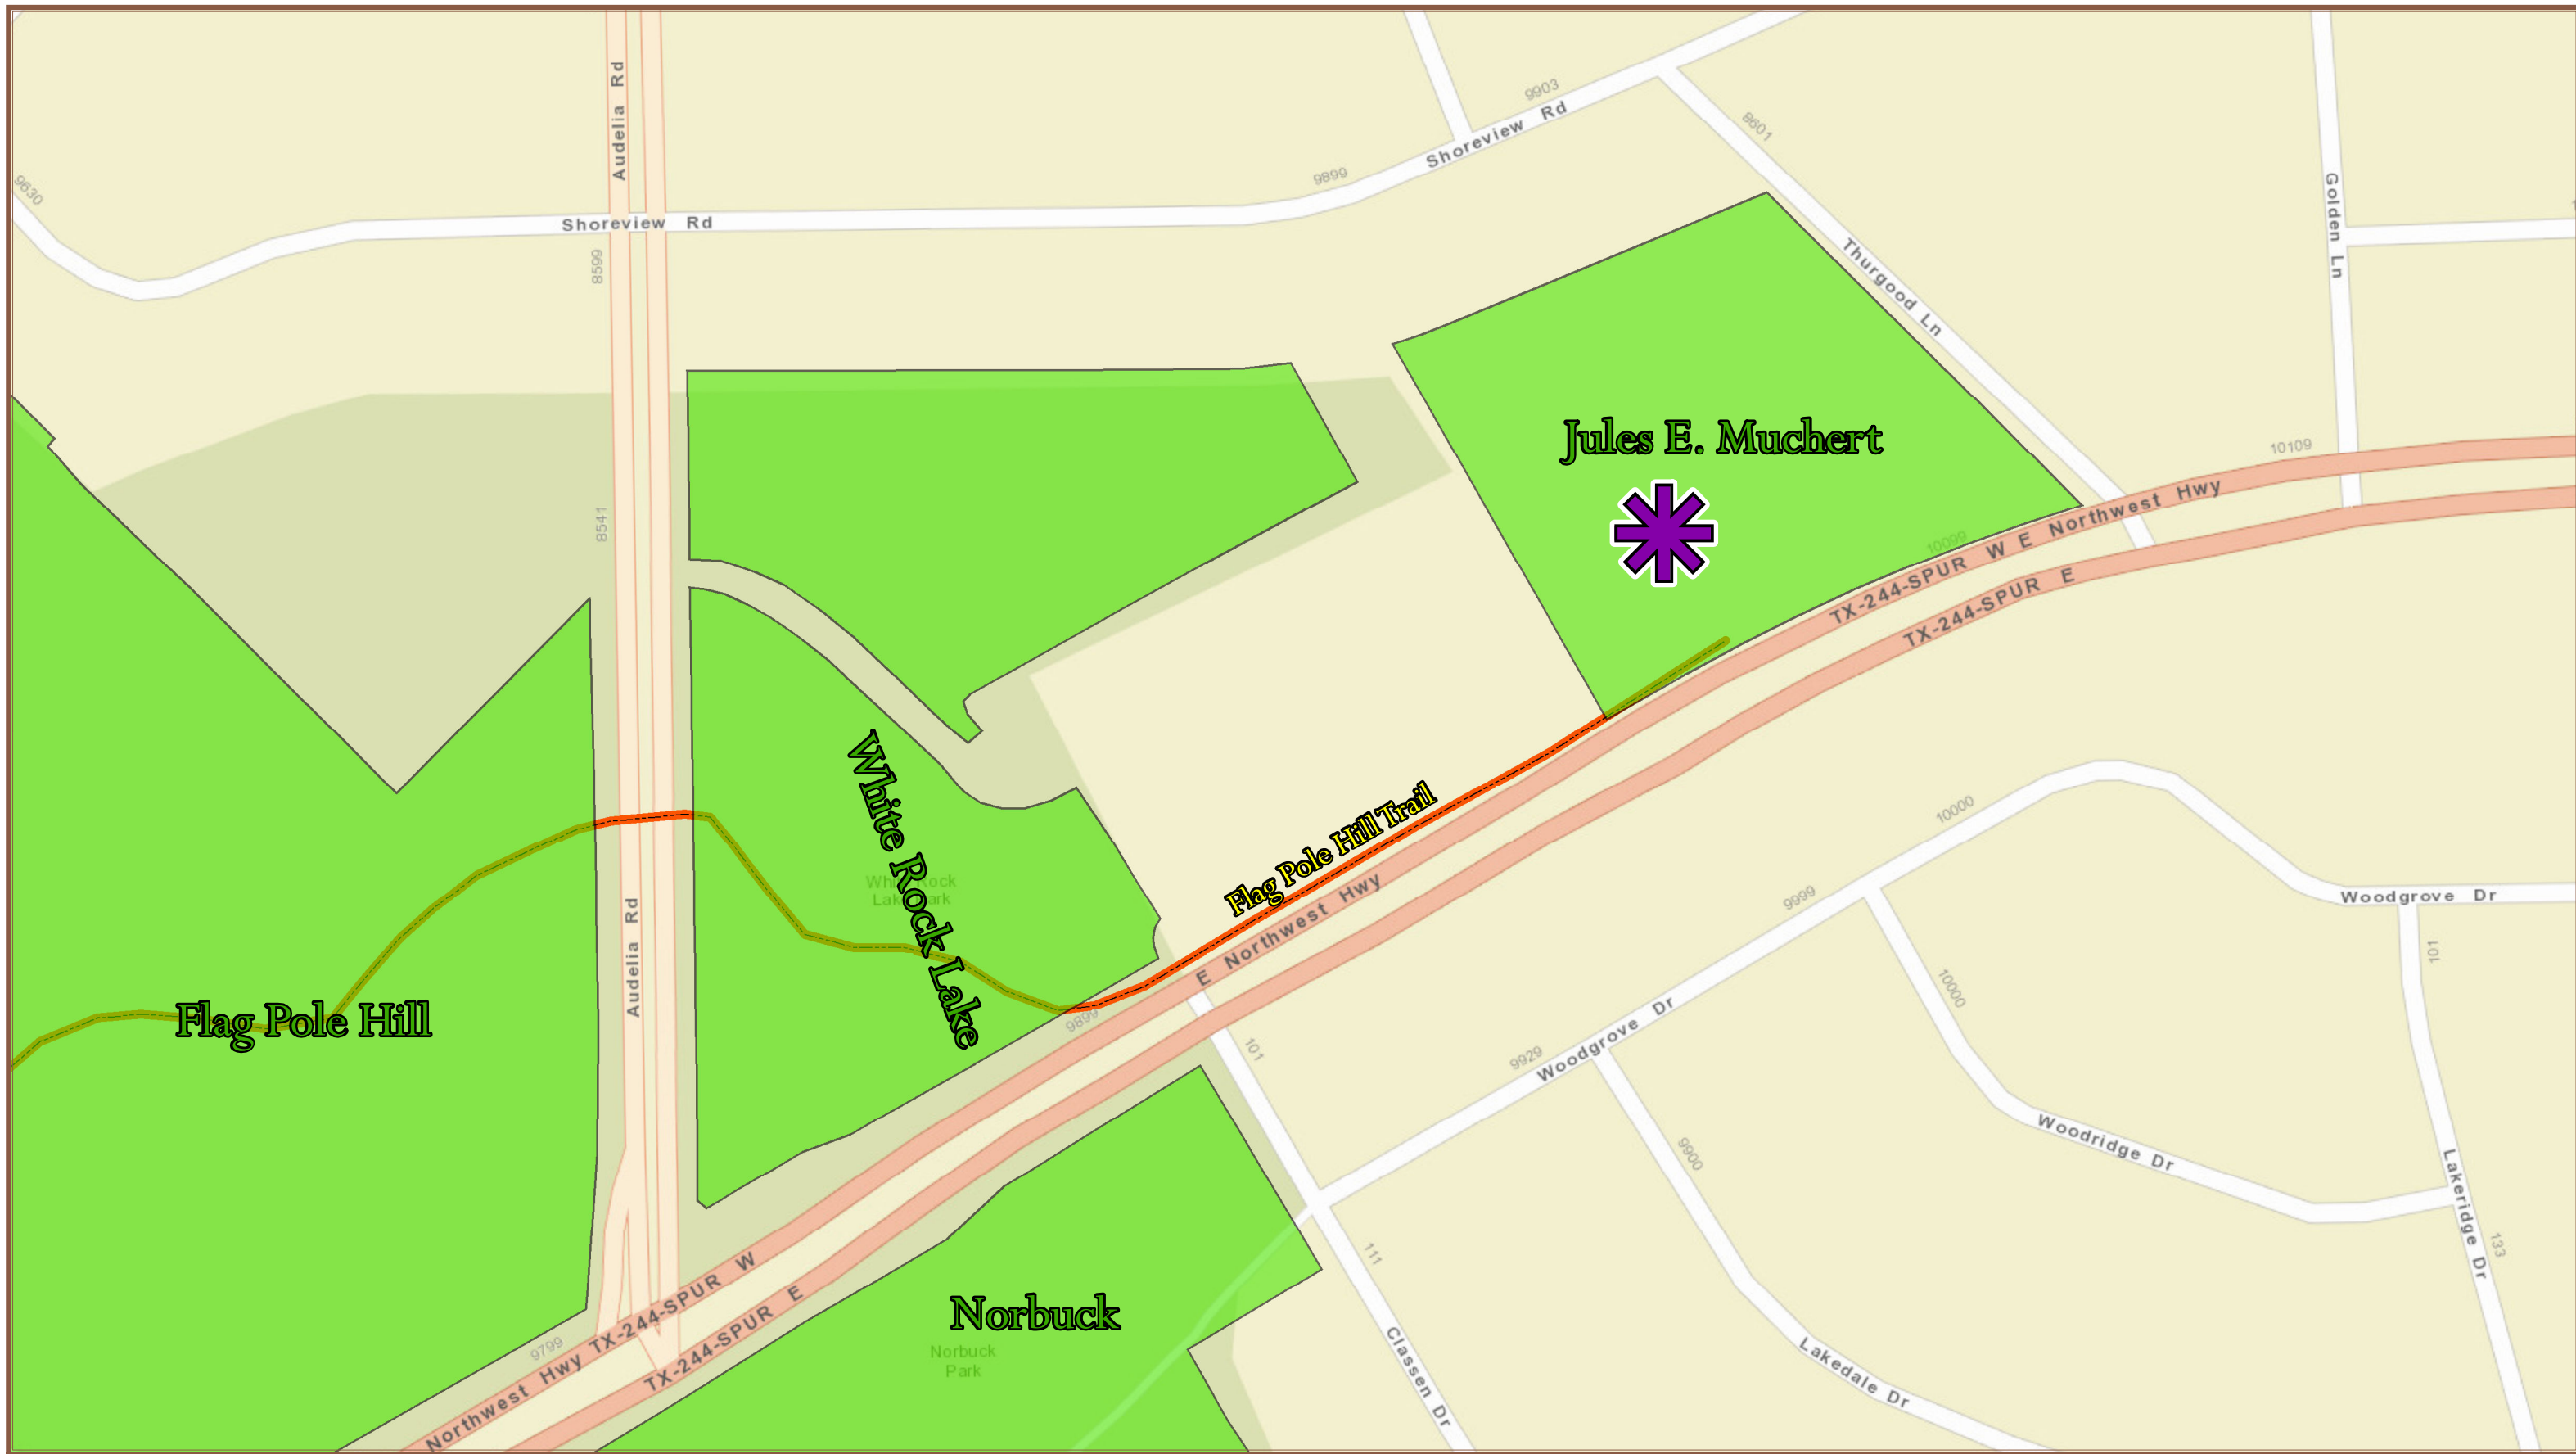 Audelia Rd
9903
Shoreview Rd
8601
9899
9630
Shoreview Rd
Golden Ln
8599
Thurgood Ln
Jules E. Muchert
10109
TX-244-SPUR W E Northwest Hwy
8541
10099
TX-244-SPUR E
White Rock Lake
Flag Pole Hill Trail
10000
White Rock
Lake Park
9999
Woodgrove Dr
E Northwest Hwy
Audelia Rd
101
Flag Pole Hill
9899
10000
101
9929
Woodgrove Dr
9900
Woodridge Dr
Lakeridge Dr
133
111
Norbuck
Norbuck
Park
9799
Northwest Hwy TX-244-SPUR W
TX-244-SPUR E
Classen Dr
Lakedale Dr